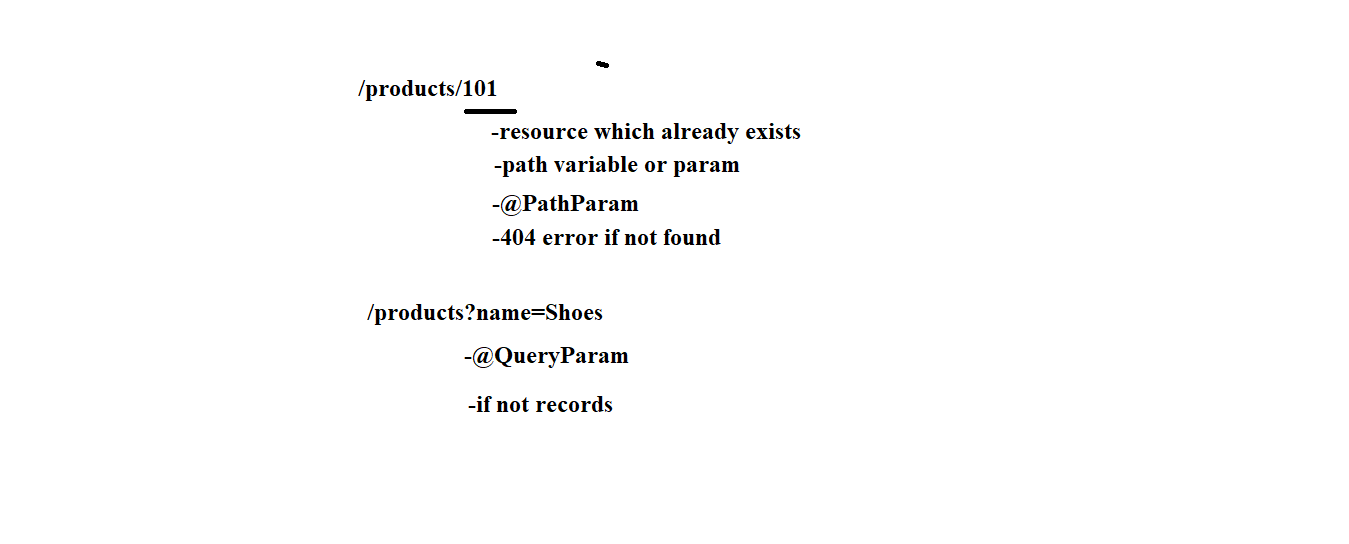 /products/101
-resource which already exists
-path variable or param
-@PathParam
-404 error if not found
/products?name=Shoes
-@QueryParam
-if not records